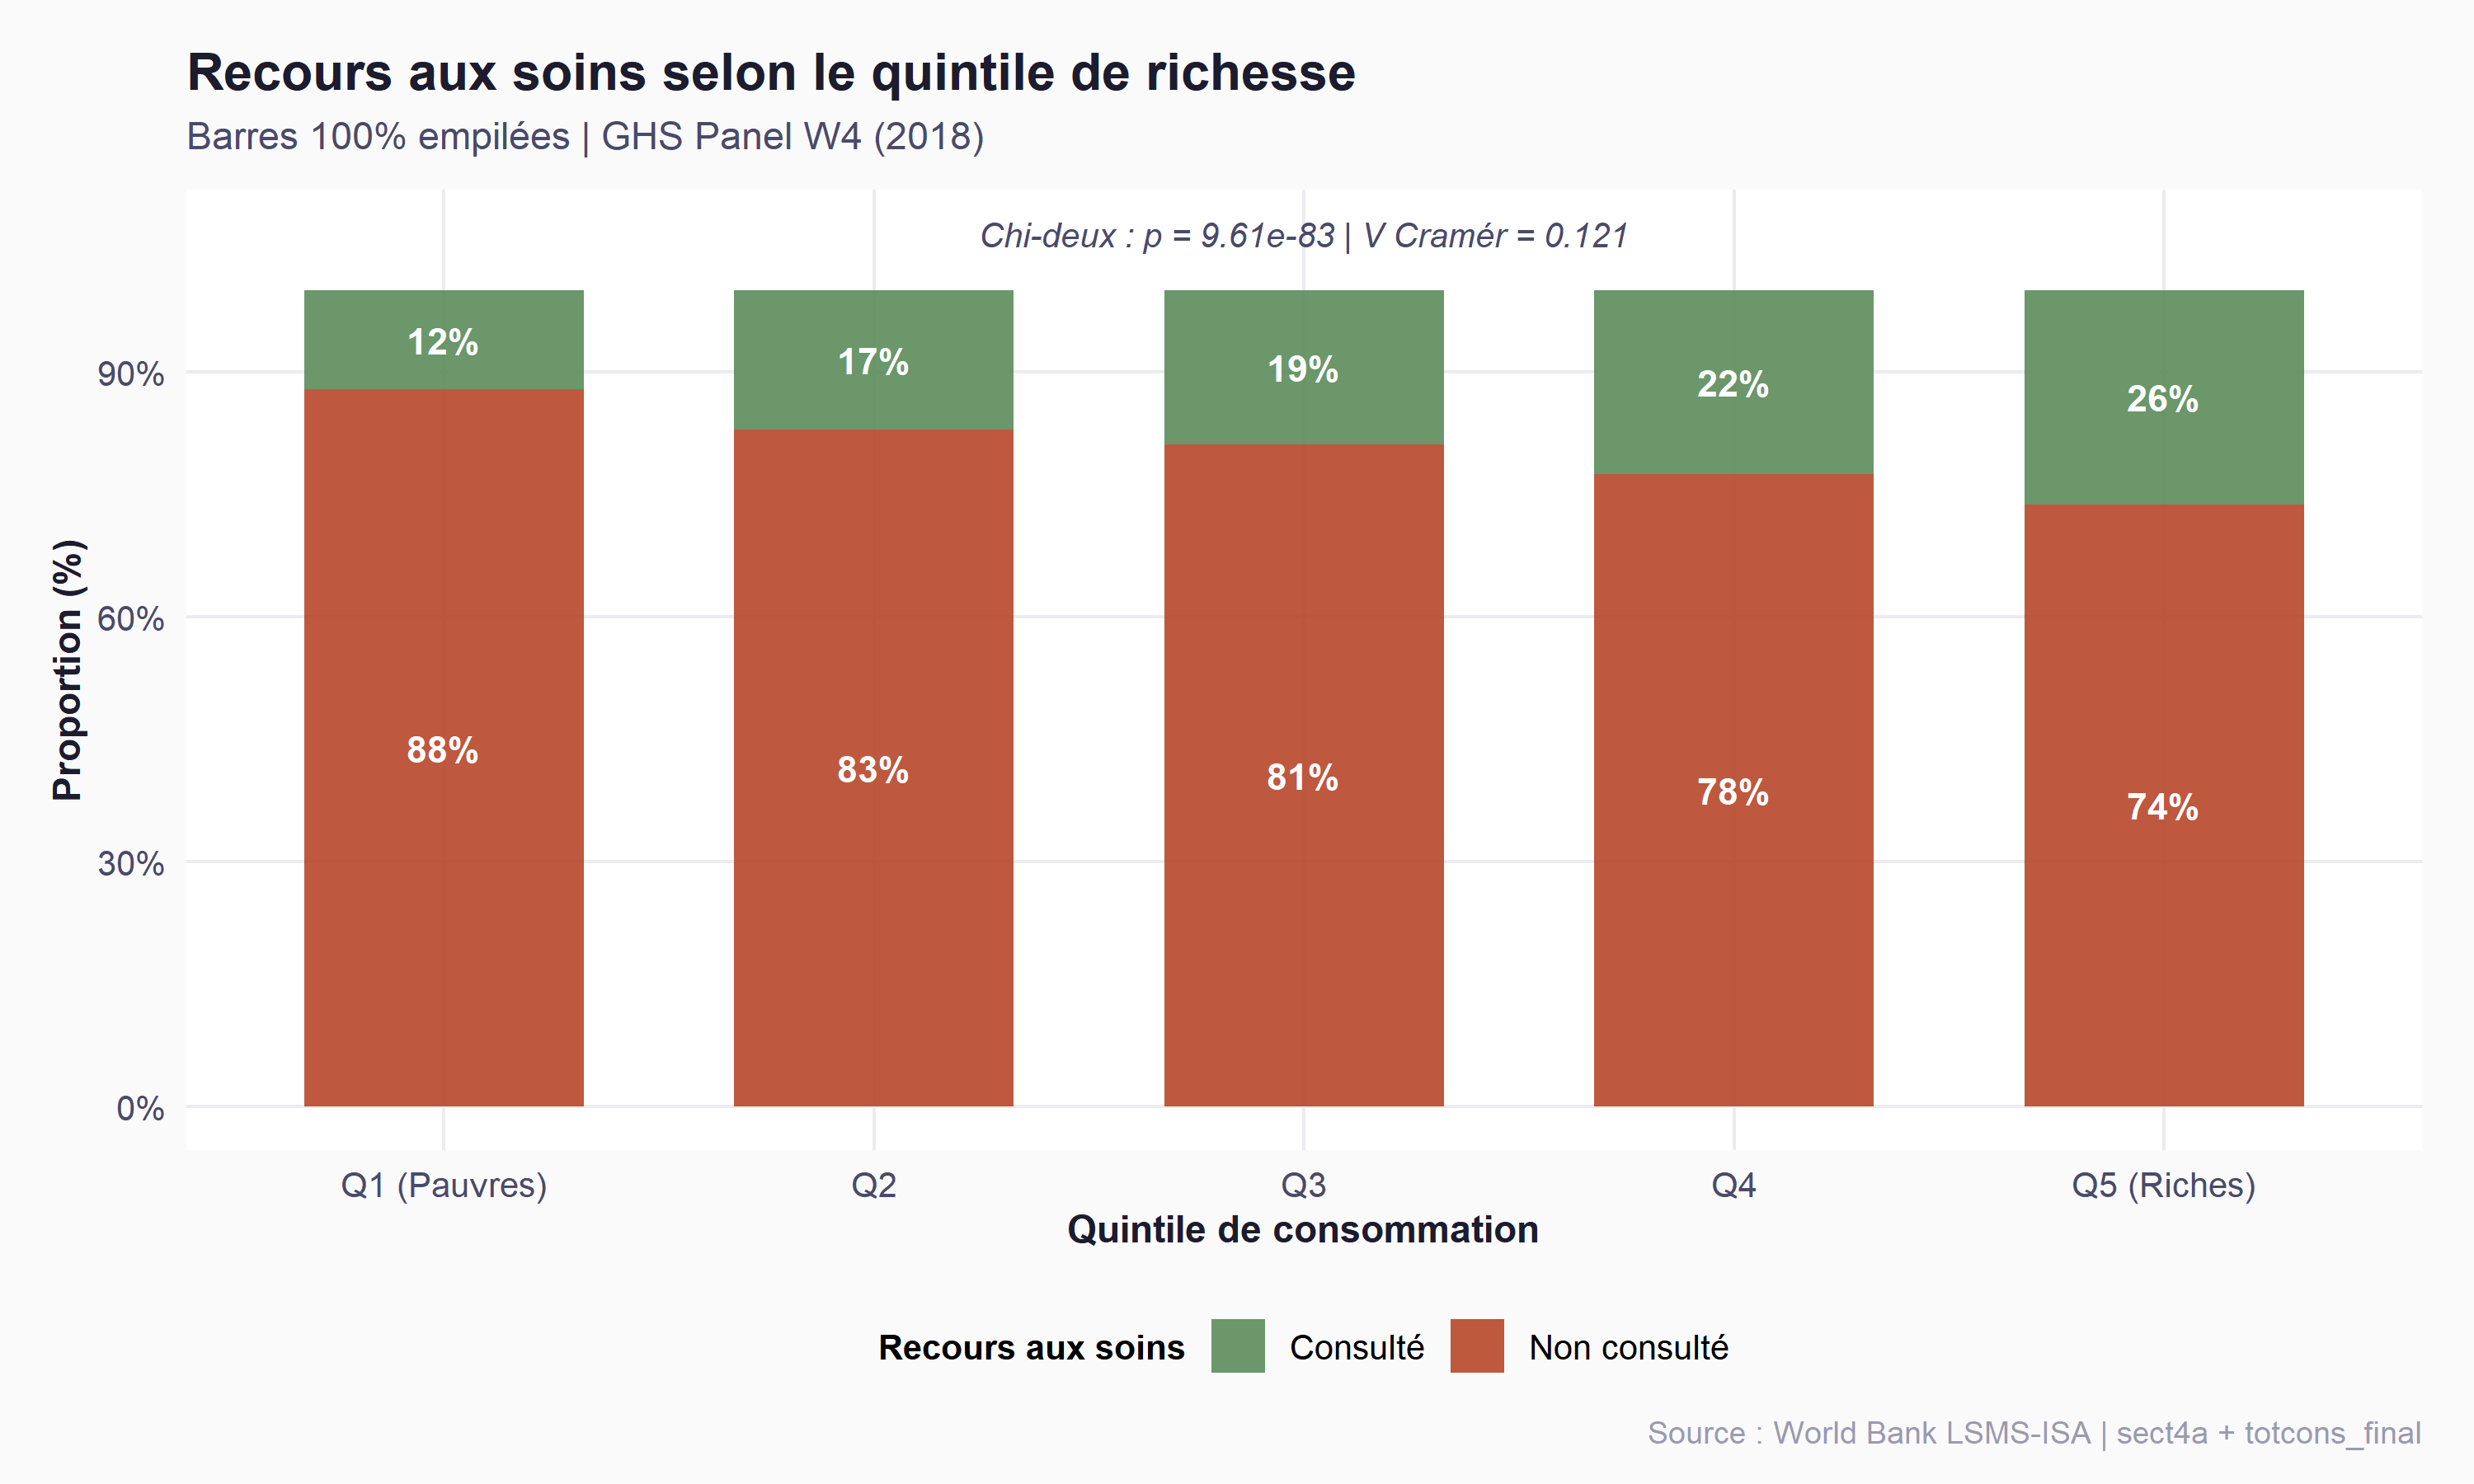 Recours aux soins selon le quintile de richesse
Barres 100% empilées | GHS Panel W4 (2018)
Chi-deux : p = 9.61e-83 | V Cramér = 0.121
12%
17%
19%
22%
26%
88%
83%
81%
78%
74%
90%
60%
30%
0%
Proportion (%)
Q1 (Pauvres)
Q2
Q3
Q4
Q5 (Riches)
Quintile de consommation
Recours aux soins
Consulté
Non consulté
Source : World Bank LSMS-ISA | sect4a + totcons_final